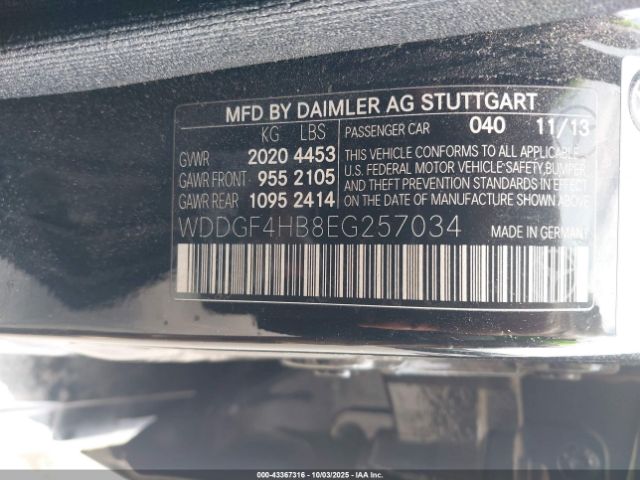 MFD BY DAIMLER AG STUTTGART
KG LBS
GVWR 2020 4453
GAWR FRONT 955 2105
GAWR REAR 1095 2414
PASSENGER CAR 040 11/13
THIS VEHICLE CONFORMS TO ALL APPLICABLE
U.S. FEDERAL MOTOR VEHICLE SAFETY, BUMPER
AND THEFT PREVENTION STANDARDS IN EFFECT
ON THE DATE OF MANUFACTURE SHOWN ABOVE.
WDDGF4HB8EG257034 MADE IN GERMANY
000-43367316 | 10/03/2025 | IAAI.COM